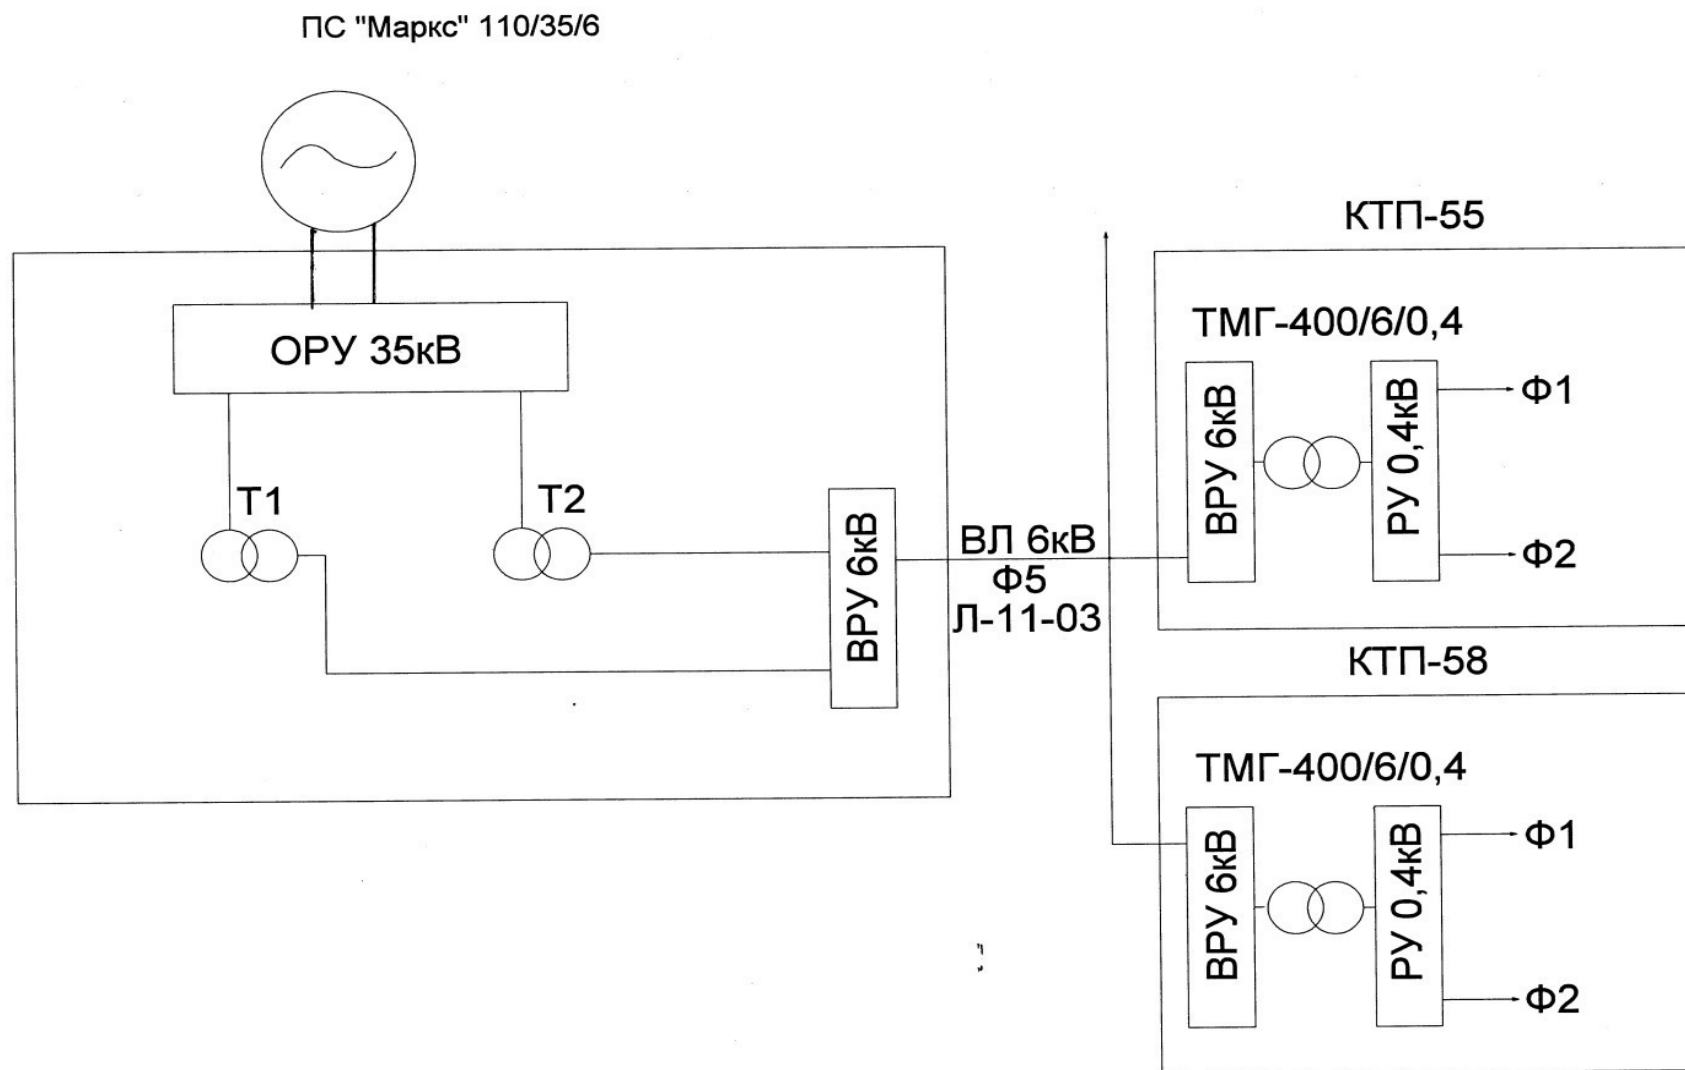 ПС "Маркс" 110/35/6
ОРУ 35кВ
Т1
Т2
ВРУ 6кВ
ВЛ 6кВ
Ф5
Л-11-03
КТП-55
ТМГ-400/6/0,4
ВРУ 6кВ
РУ 0,4кВ
Ф1
Ф2
КТП-58
ТМГ-400/6/0,4
ВРУ 6кВ
РУ 0,4кВ
Ф1
Ф2